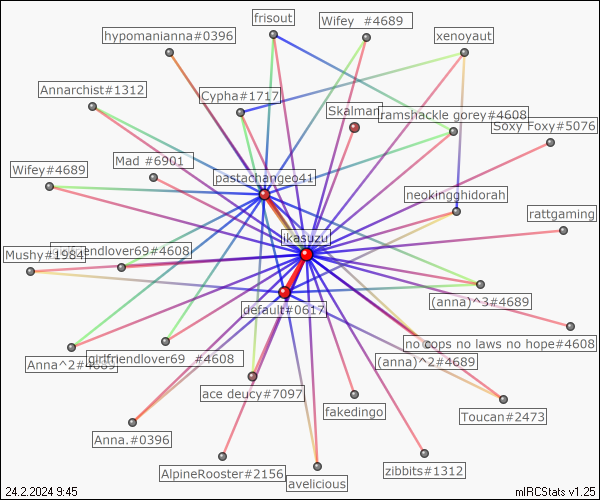 frisout
Wifey #4689
hypomanianna#0396
xenoyaut
Annarchist#1312
Cypha#1717
Skalman
ramshackle gorey#4608
Soxy Foxy#5076
Mad #6901
Wifey#4689
pastachangeo41
neokingghidorah
rattgaming
ikasuzu
Mushy#1984
girlfriendlover69#4608
(anna)^3#4689
default#0617
no cops no laws no hope#4608
girlfriendlover69 #4608
Anna^2#4689
(anna)^2#4689
ace deucy#7097
fakedingo
Toucan#2473
Anna.#0396
AlpineRooster#2156
avelicious
zibbits#1312
24.2.2024 9:45
mIRCStats v1.25